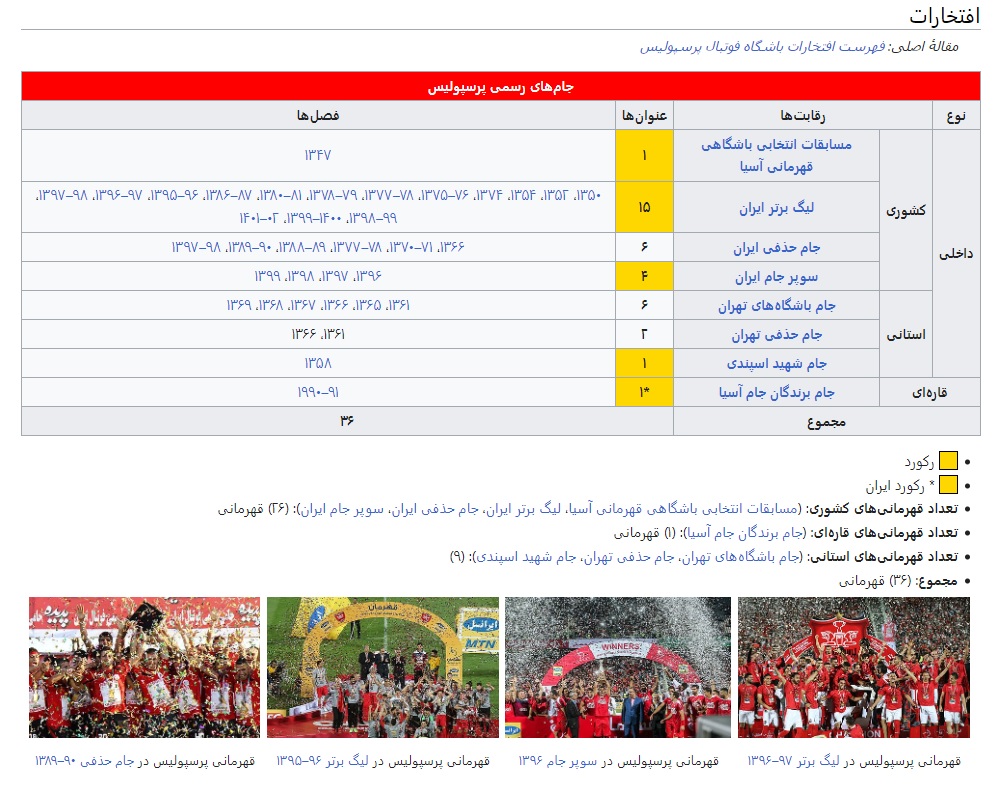 افتخارات
مقالهٔ اصلی: فهرست افتخارات باشگاه فوتبال پرسپولیس
جام‌های رسمی پرسپولیس
نوع رقابت‌ها عنوان‌ها فصل‌ها
داخلی کشوری مسابقات انتخابی باشگاهی قهرمانی آسیا ۱ ۱۳۴۷
لیگ برتر ایران ۱۵ ۱۳۵۰، ۱۳۵۲، ۱۳۵۴، ۱۳۷۴، ۷۶–۱۳۷۵، ۷۸–۱۳۷۷، ۷۹–۱۳۷۸، ۸۱–۱۳۸۰، ۸۷–۱۳۸۶، ۹۶–۱۳۹۵، ۹۷–۱۳۹۶، ۹۸–۱۳۹۷،
۹۹–۱۳۹۸، ۱۴۰۰–۱۳۹۹، ۰۲–۱۴۰۱
جام حذفی ایران ۶ ۱۳۶۶، ۷۱–۱۳۷۰، ۷۸–۱۳۷۷، ۸۹–۱۳۸۸، ۹۰–۱۳۸۹، ۹۸–۱۳۹۷
سوپر جام ایران ۴ ۱۳۹۶، ۱۳۹۷، ۱۳۹۸، ۱۳۹۹
استانی جام باشگاه‌های تهران ۶ ۱۳۶۱، ۱۳۶۵، ۱۳۶۶، ۱۳۶۷، ۱۳۶۸، ۱۳۶۹
جام حذفی تهران ۲ ۱۳۶۱، ۱۳۶۶
جام شهید اسپندی ۱ ۱۳۵۸
قاره‌ای جام برندگان جام آسیا ۱* ۹۱–۱۹۹۰
مجموع ۳۶
رکورد
* رکورد ایران
تعداد قهرمانی‌های کشوری: (مسابقات انتخابی باشگاهی قهرمانی آسیا، لیگ برتر ایران، جام حذفی ایران، سوپر جام ایران): (۲۶) قهرمانی
تعداد قهرمانی‌های قاره‌ای: (جام برندگان جام آسیا): (۱) قهرمانی
تعداد قهرمانی‌های استانی: (جام باشگاه‌های تهران، جام حذفی تهران، جام شهید اسپندی): (۹)
مجموع: (۳۶) قهرمانی
WINNERS
قهرمان
ایرانسل
MTN
پدیده
قهرمانی پرسپولیس در لیگ برتر ۹۷–۱۳۹۶
قهرمانی پرسپولیس در سوپر جام ۱۳۹۶
قهرمانی پرسپولیس در لیگ برتر ۹۶–۱۳۹۵
قهرمانی پرسپولیس در جام حذفی ۹۰–۱۳۸۹